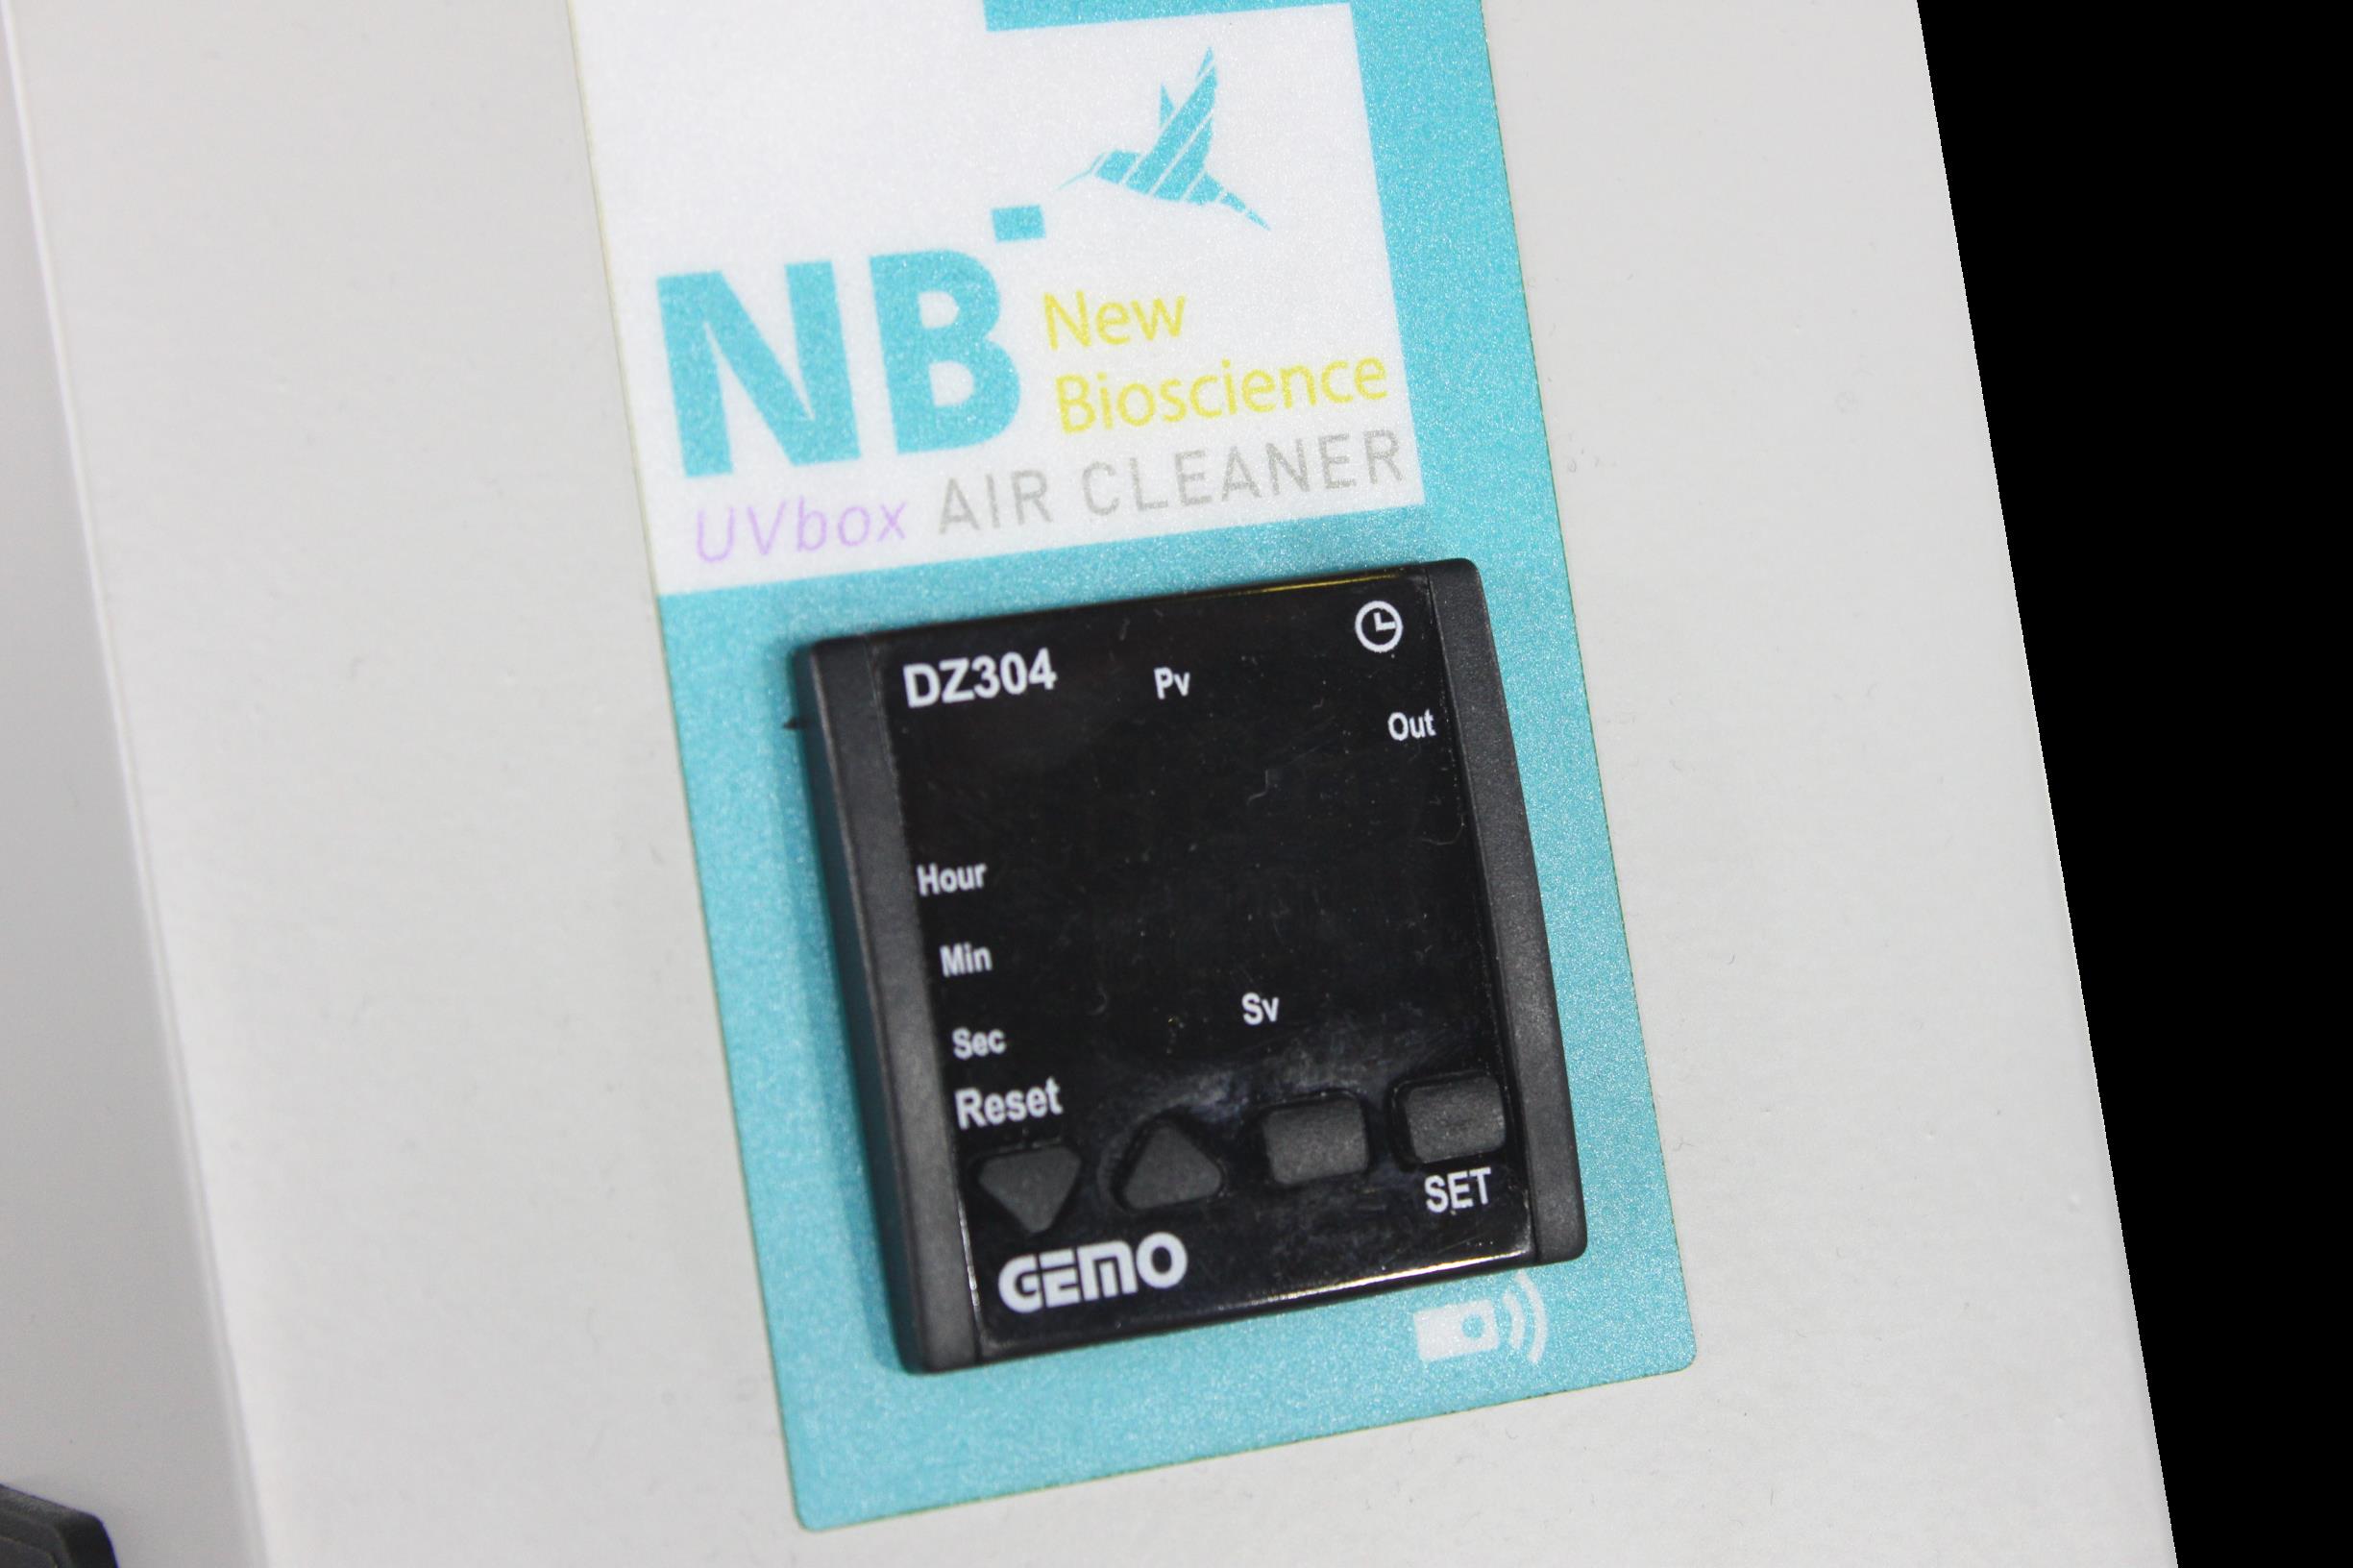 NB New
Bioscience
UVbox AIR CLEANER
DZ304
Pv
Out
Hour
Min
Sv
Sec
Reset
SET
GEMO